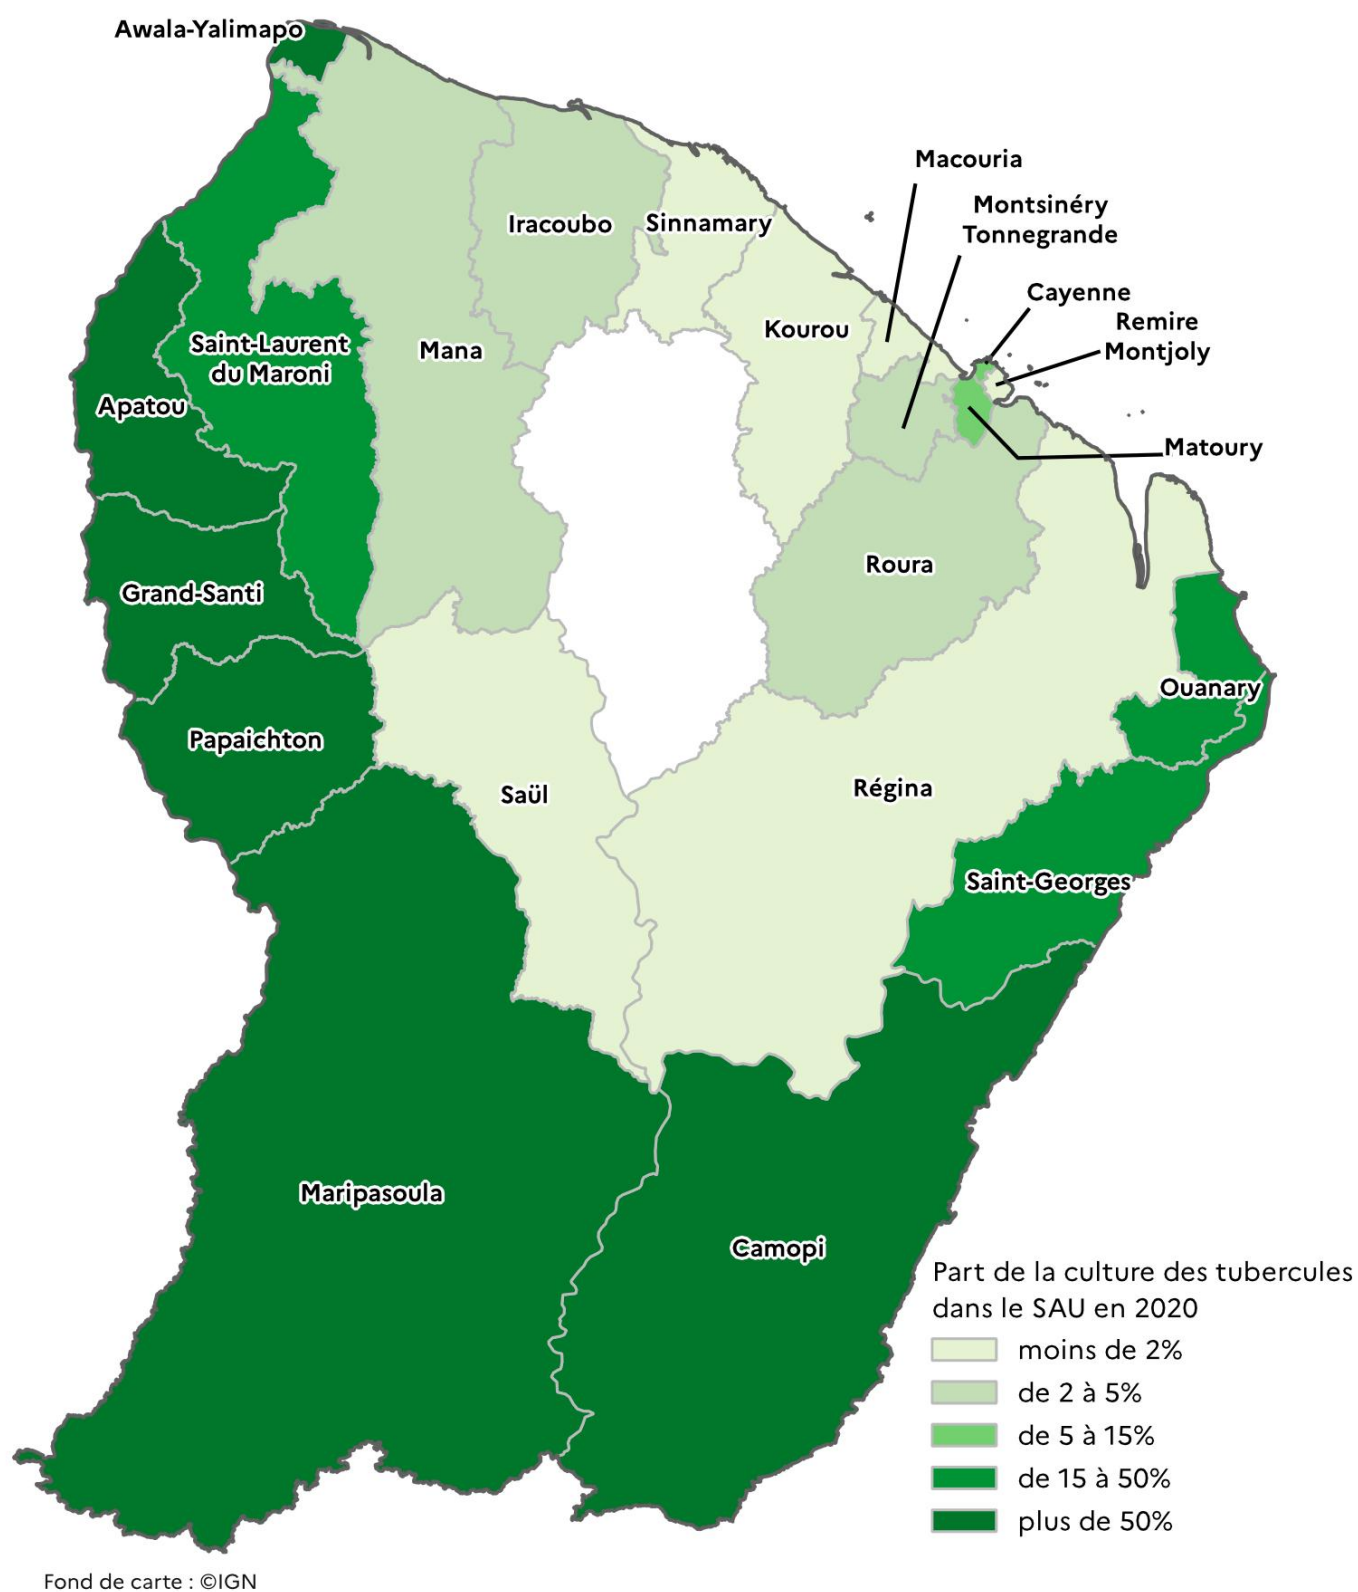 Awala-Yalimapo
Macouria
Montsinéry
Tonnegrande
Iracoubo
Sinnamary
Cayenne
Remire
Montjoly
Kourou
Saint-Laurent
du Maroni
Mana
Apatou
Matoury
Roura
Grand-Santi
Ouanary
Papaichton
Saül
Régina
Saint-Georges
Maripasoula
Camopi
Part de la culture des tubercules
dans le SAU en 2020
moins de 2%
de 2 à 5%
de 5 à 15%
de 15 à 50%
plus de 50%
Fond de carte : ©IGN